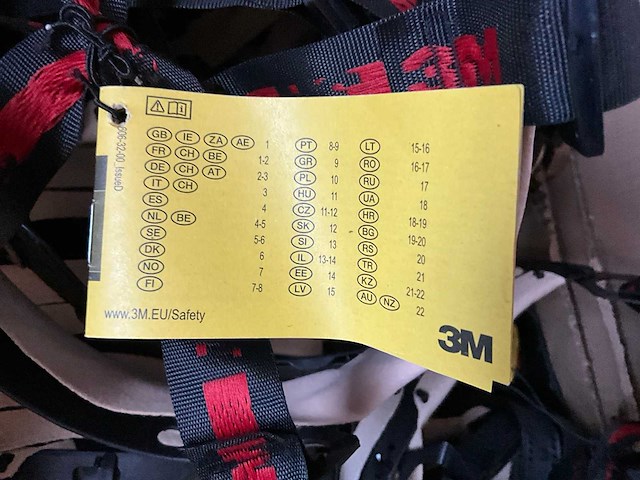 3M
GB IE ZA AE 1
FR CH BE 1-2
DE CH AT 2-3
IT CH 3
ES 4
NL BE 4-5
SE 5-6
DK 6
NO 7
FI 7-8
PT 8-9
GR 9
PL 10
HU 11
CZ 11-12
SK 12
SI 13
IL 13-14
EE 14
LV 15
LT 15-16
RO 16-17
RU 17
UA 18
HR 18-19
BG 19-20
RS 20
TR 21
KZ 21-22
AU NZ 22
IssueD
www.3M.EU/Safety
3M